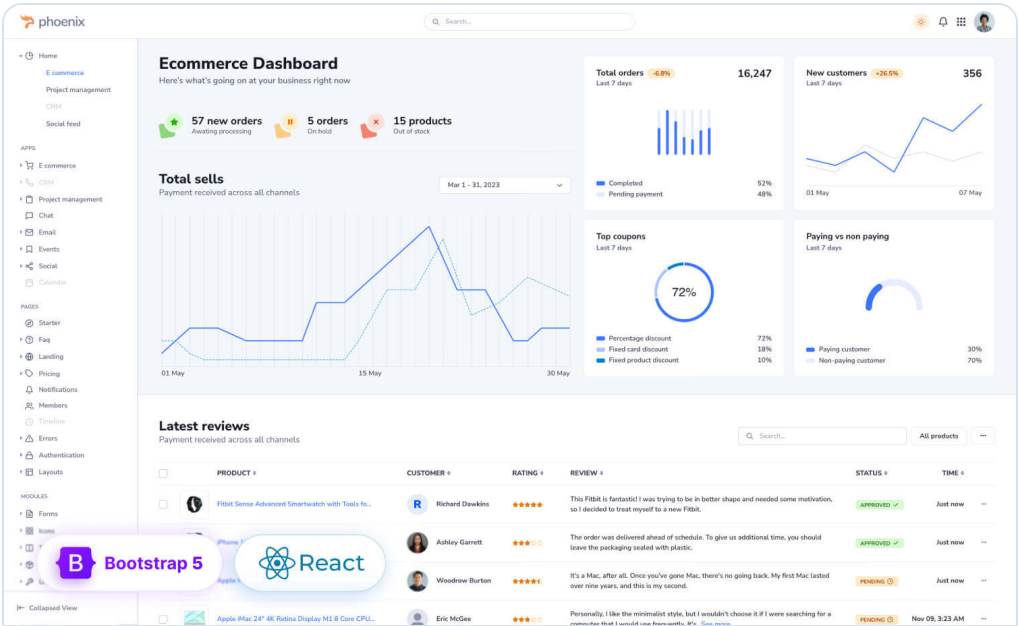 phoenix
Search...
Home
E commerce
Project management
CRM
Social feed
APPS
E commerce
CRM
Project management
Chat
Email
Events
Social
Calendar
PAGES
Starter
Faq
Landing
Pricing
Notifications
Members
Timeline
Errors
Authentication
Layouts
MODULES
Forms
Icons
Collapsed View
Ecommerce Dashboard
Here's what's going on at your business right now
57 new orders
Awating processing
5 orders
On hold
15 products
Out of stock
Total sells
Payment received across all channels
Mar 1 - 31, 2023
01 May
15 May
30 May
Total orders -6.8% 16,247
Last 7 days
Completed 52%
Pending payment 48%
New customers +26.5% 356
Last 7 days
01 May 07 May
Top coupons
Last 7 days
72%
Percentage discount 72%
Fixed card discount 18%
Fixed product discount 10%
Paying vs non paying
Last 7 days
Paying customer 30%
Non-paying customer 70%
Latest reviews
Payment received across all channels
Search...
All products
PRODUCT CUSTOMER RATING REVIEW STATUS TIME
Fitbit Sense Advanced Smartwatch with Tools fo...
R Richard Dawkins
This Fitbit is fantastic! I was trying to be in better shape and needed some motivation,
so I decided to treat myself to a new Fitbit.
APPROVED
Just now
iPhone
Ashley Garrett
The order was delivered ahead of schedule. To give us additional time, you should
leave the packaging sealed with plastic.
APPROVED
Just now
Apple
Woodrow Burton
It's a Mac, after all. Once you've gone Mac, there's no going back. My first Mac lasted
over nine years, and this is my second.
PENDING
Just now
Apple iMac 24" 4K Retina Display M1 8 Core CPU...
Eric McGee
Personally, I like the minimalist style, but I wouldn't choose it if I were searching for a
computer that I would use frequently. It's... See more
PENDING
Nov 09, 3:23 AM
B Bootstrap 5
React